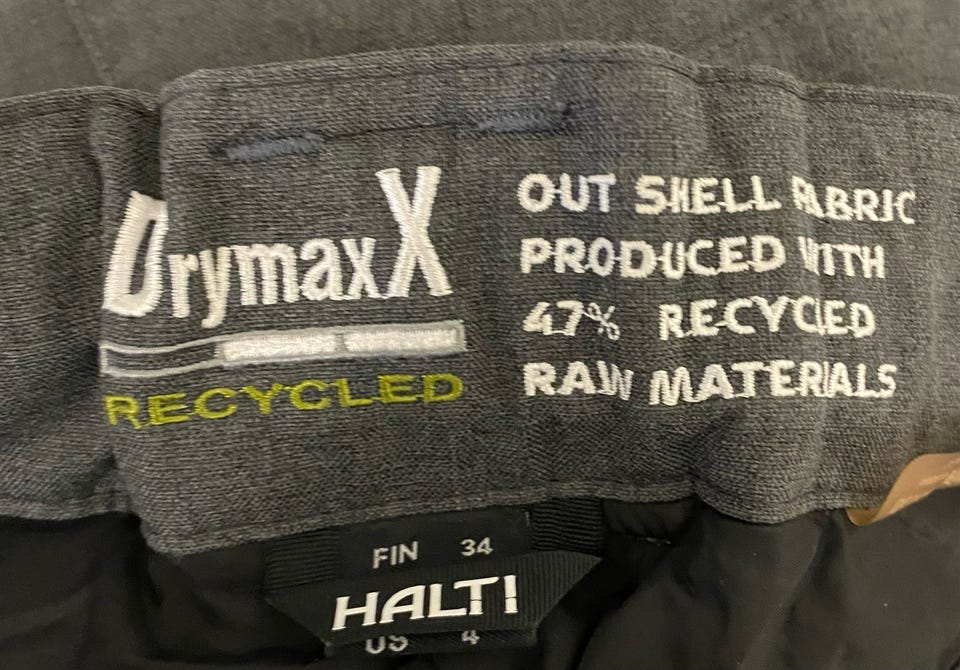 DrymaxX
RECYCLED
OUT SHELL FABRIC
PRODUCED WITH
47% RECYCLED
RAW MATERIALS
FIN 34
HALTI
US 4